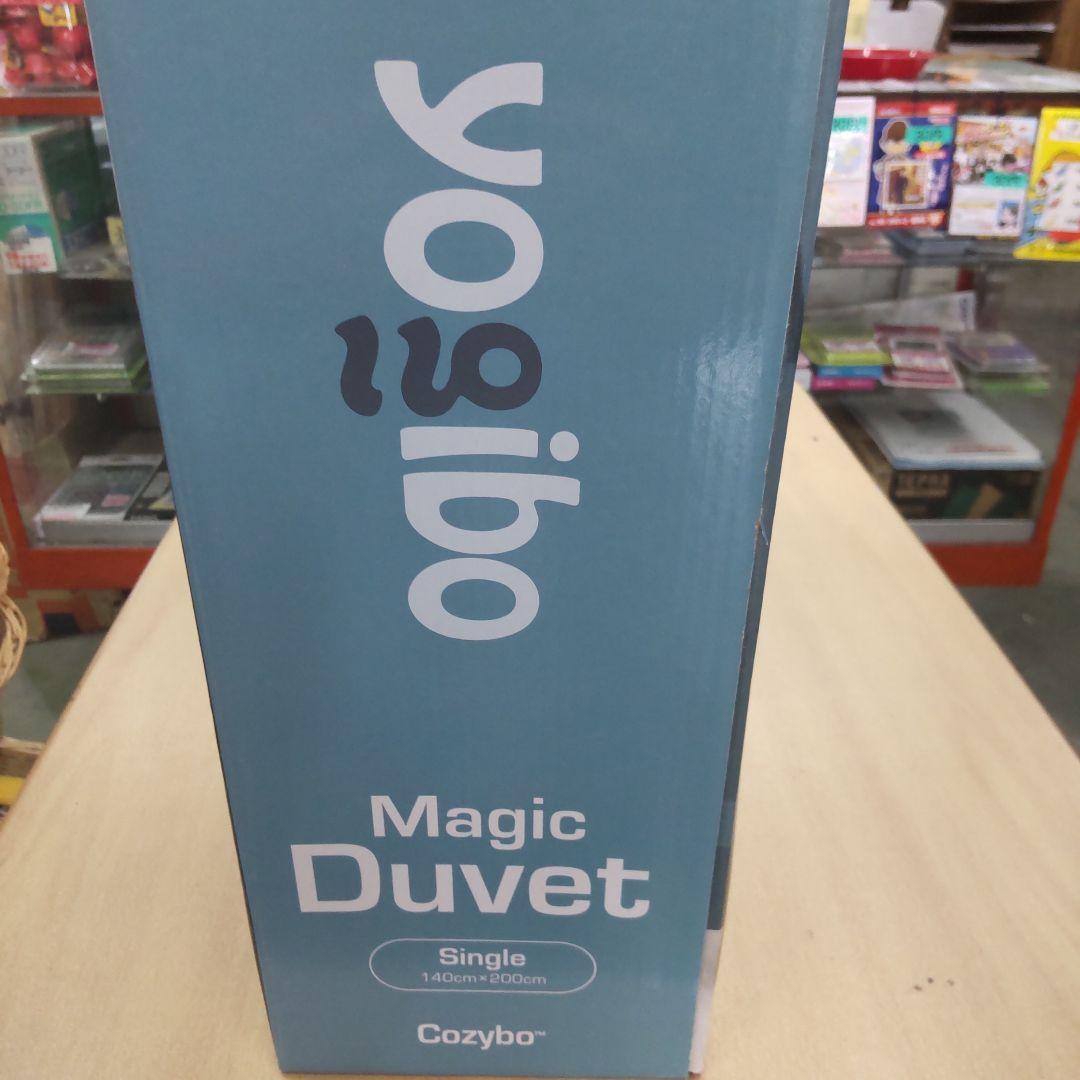 yogibo
Magic
Duvet
Single
140cm×200cm
Cozybo™